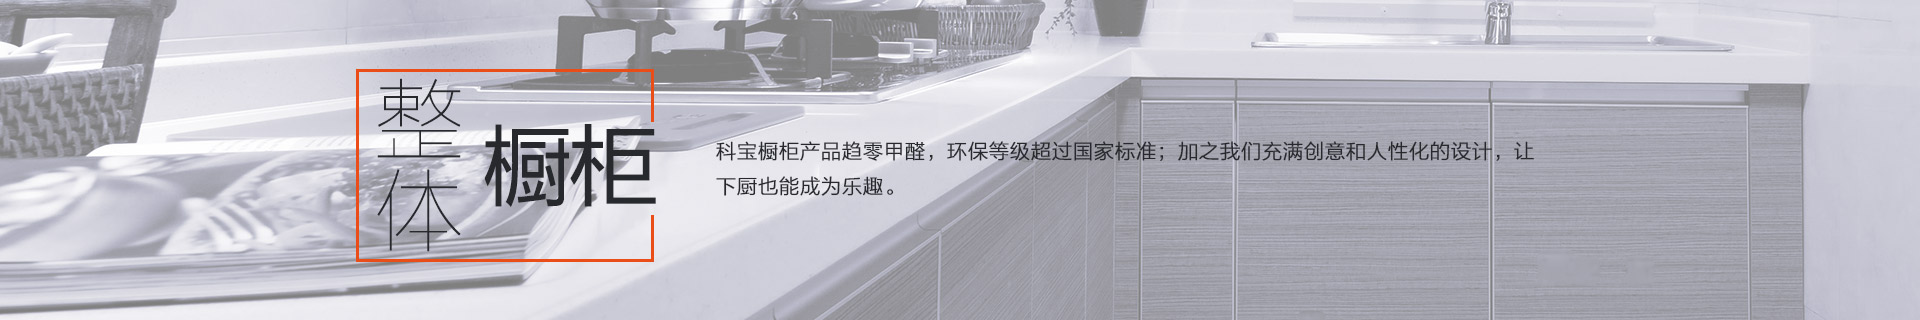 整体
橱柜
科宝橱柜产品趋零甲醛，环保等级超过国家标准；加之我们充满创意和人性化的设计，让
下厨也能成为乐趣。